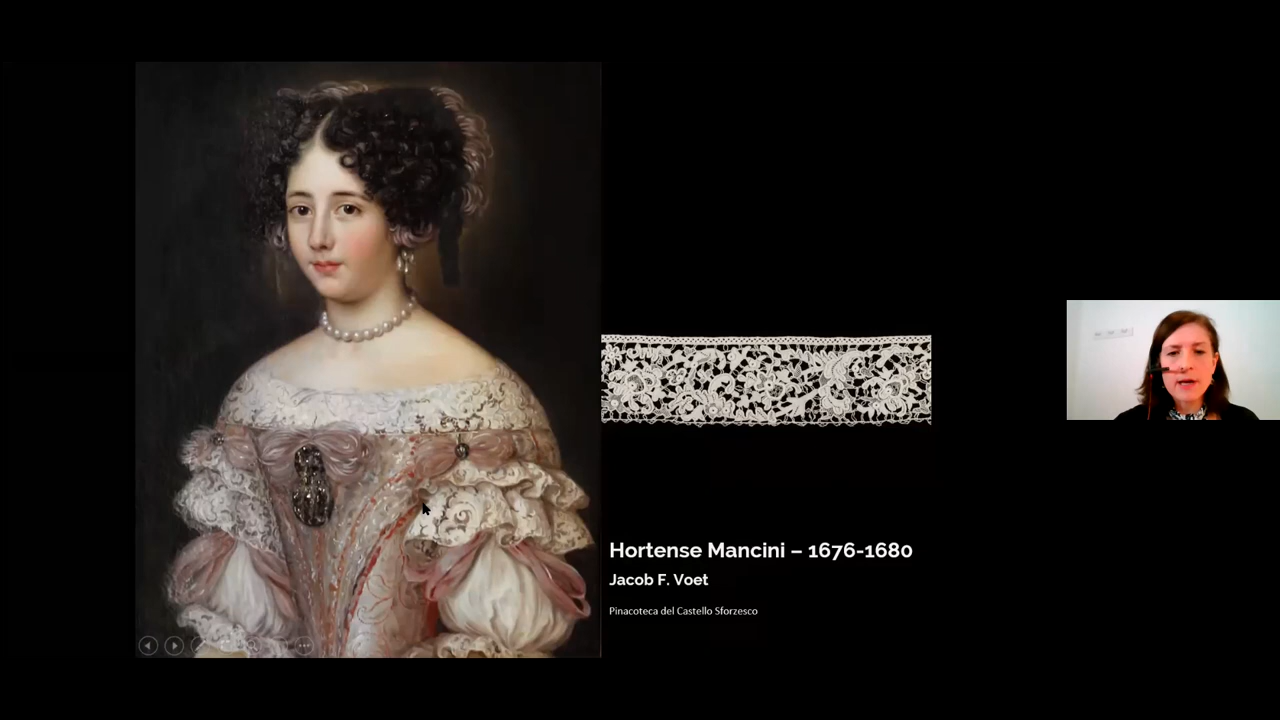 Hortense Mancini – 1676-1680
Jacob F. Voet
Pinacoteca del Castello Sforzesco